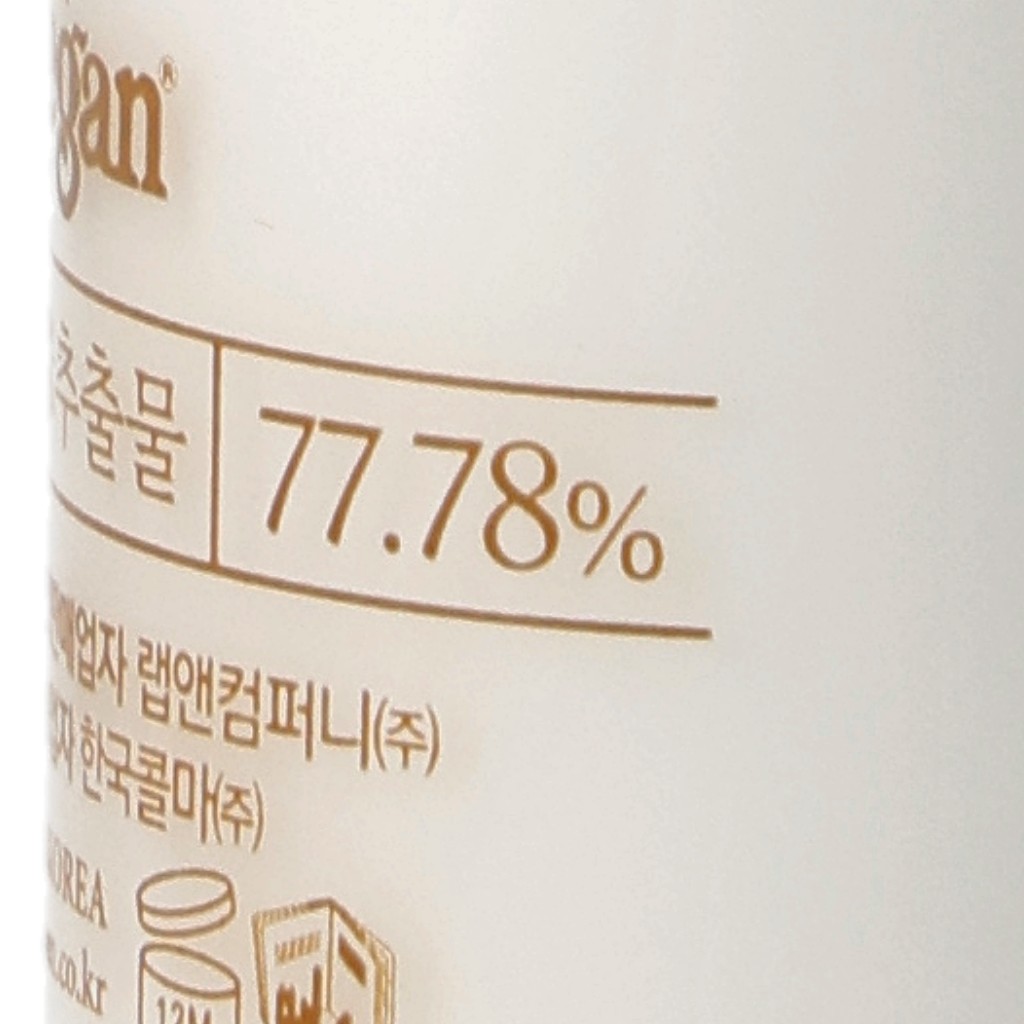 gan®
추출물 77.78%
업자 랩앤컴퍼니(주)
자 한국콜마(주)
OREA
.co.kr
12M